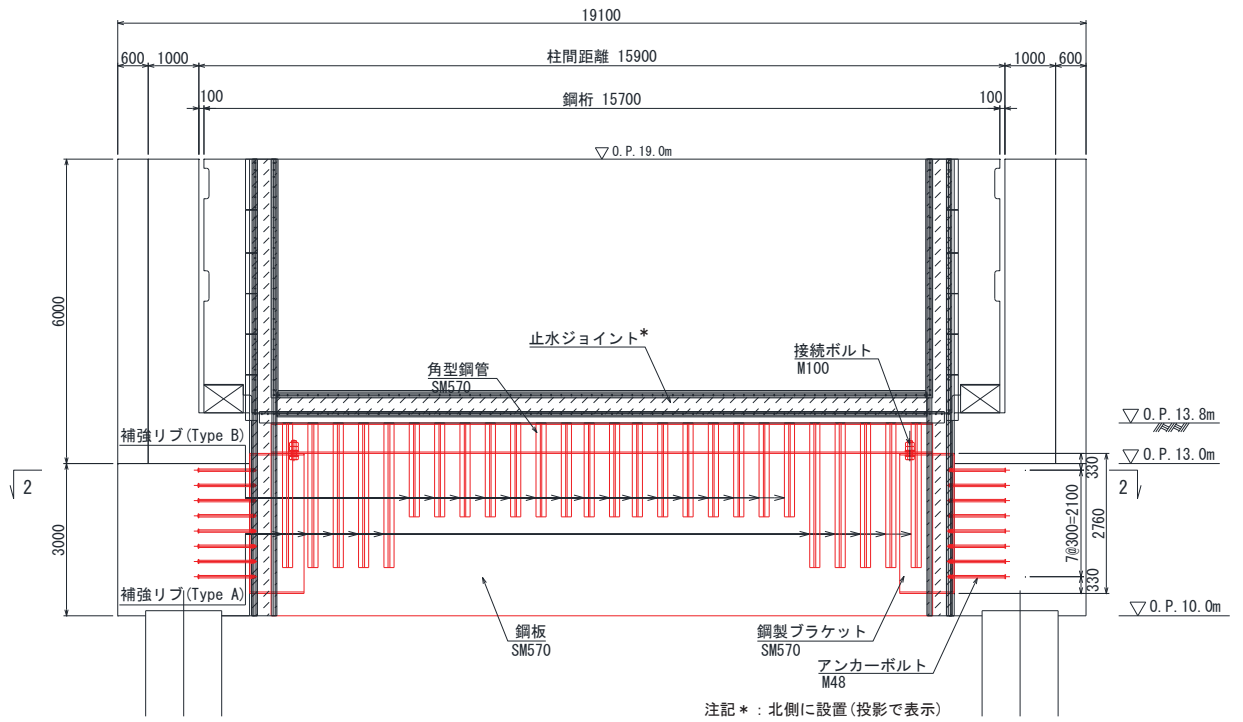 19100
600
1000
柱間距離 15900
1000
600
100
鋼桁 15700
100
O.P.19.0m
6000
止水ジョイント*
接続ボルト
M100
角型鋼管
SM570
O.P.13.8m
補強リブ(Type B)
O.P.13.0m
2
330
2
3000
7@300=2100
2760
330
補強リブ(Type A)
O.P.10.0m
鋼板
SM570
鋼製ブラケット
SM570
アンカーボルト
M48
注記*:北側に設置(投影で表示)